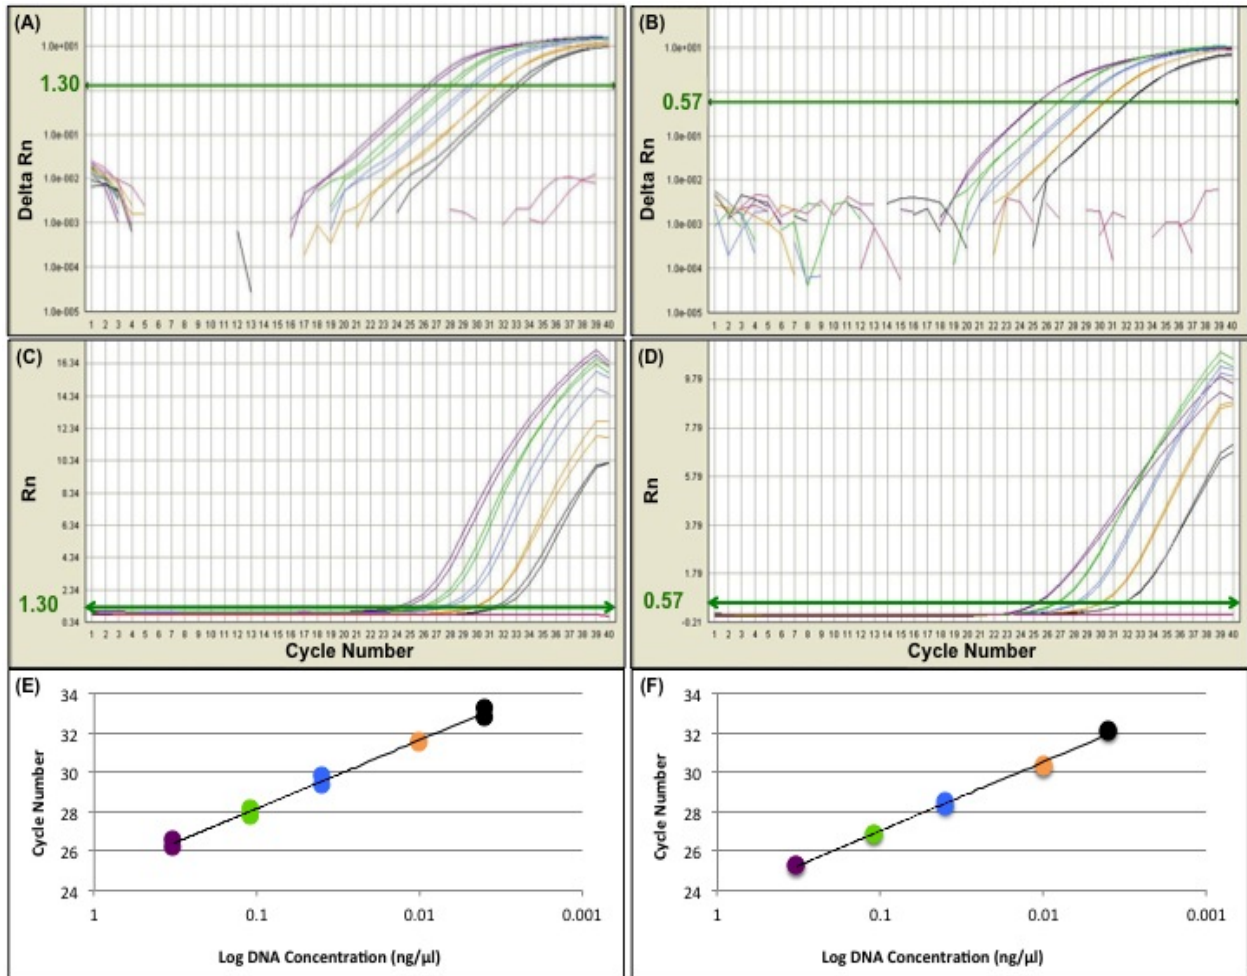 (A)
1.0e+001
1.30
1.0e-001
1.0e-002
1.0e-003
1.0e-004
1.0e-005
Delta Rn
1 2 3 4 5 6 7 8 9 10 11 12 13 14 15 16 17 18 19 20 21 22 23 24 25 26 27 28 29 30 31 32 33 34 35 36 37 38 39 40
(B)
1.0e+001
0.57
1.0e-001
1.0e-002
1.0e-003
1.0e-004
1.0e-005
Delta Rn
1 2 3 4 5 6 7 8 9 10 11 12 13 14 15 16 17 18 19 20 21 22 23 24 25 26 27 28 29 30 31 32 33 34 35 36 37 38 39 40
(C)
16.34
14.34
12.34
10.34
8.34
6.34
4.34
2.34
1.30
0.34
Rn
1 2 3 4 5 6 7 8 9 10 11 12 13 14 15 16 17 18 19 20 21 22 23 24 25 26 27 28 29 30 31 32 33 34 35 36 37 38 39 40
Cycle Number
(D)
9.79
7.79
5.79
3.79
1.79
0.57
-0.21
Rn
1 2 3 4 5 6 7 8 9 10 11 12 13 14 15 16 17 18 19 20 21 22 23 24 25 26 27 28 29 30 31 32 33 34 35 36 37 38 39 40
Cycle Number
(E)
34
32
30
28
26
24
Cycle Number
1 0.1 0.01 0.001
Log DNA Concentration (ng/µl)
(F)
34
32
30
28
26
24
Cycle Number
1 0.1 0.01 0.001
Log DNA Concentration (ng/µl)